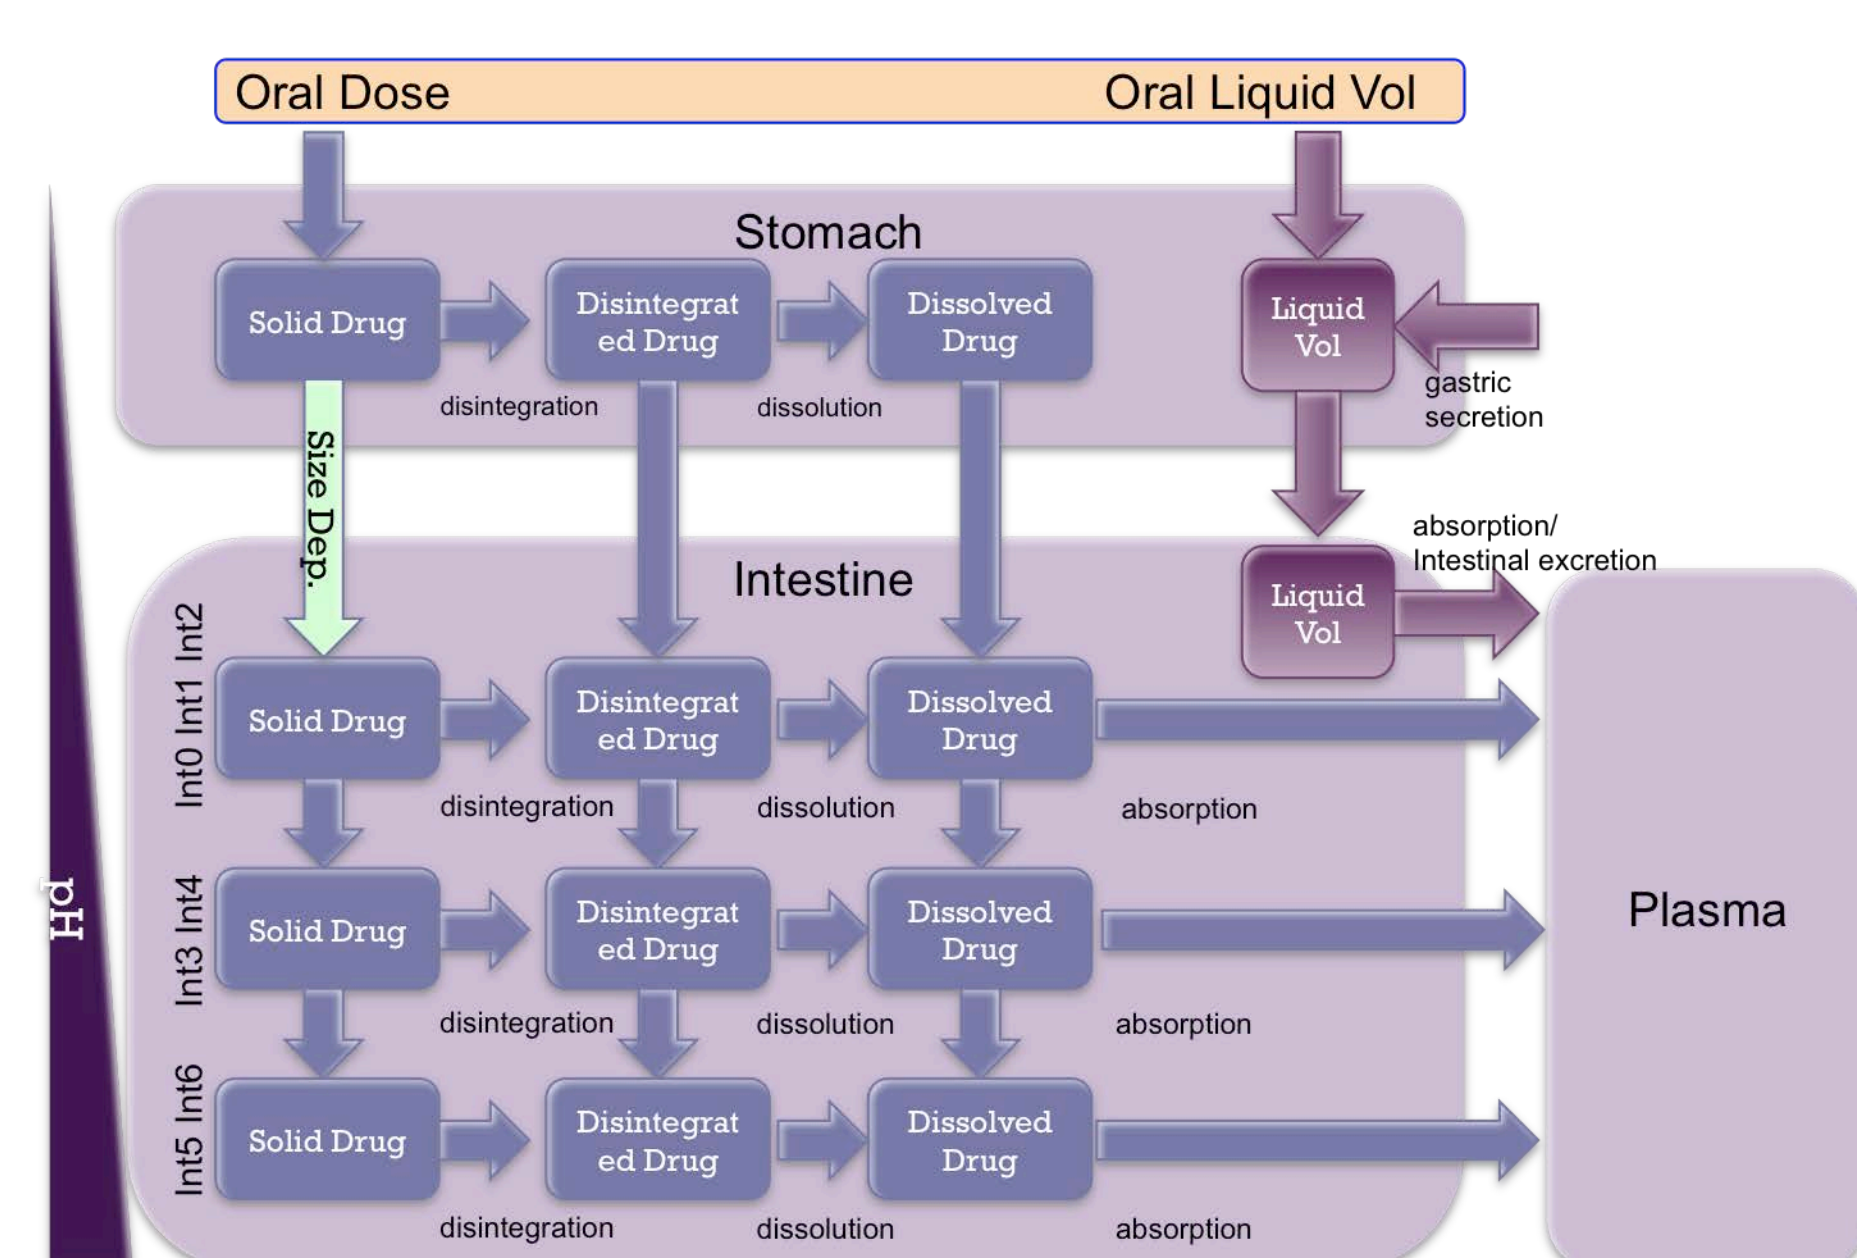 Oral Dose
Oral Liquid Vol
Stomach
Solid Drug
Disintegrat
ed Drug
Dissolved
Drug
Liquid
Vol
disintegration
dissolution
gastric
secretion
Size Dep.
absorption/
Intestinal excretion
Intestine
Liquid
Vol
Int0 Int1 Int2
Solid Drug
Disintegrat
ed Drug
Dissolved
Drug
disintegration
dissolution
absorption
pH
Int3 Int4
Solid Drug
Disintegrat
ed Drug
Dissolved
Drug
Plasma
disintegration
dissolution
absorption
Int5 Int6
Solid Drug
Disintegrat
ed Drug
Dissolved
Drug
disintegration
dissolution
absorption